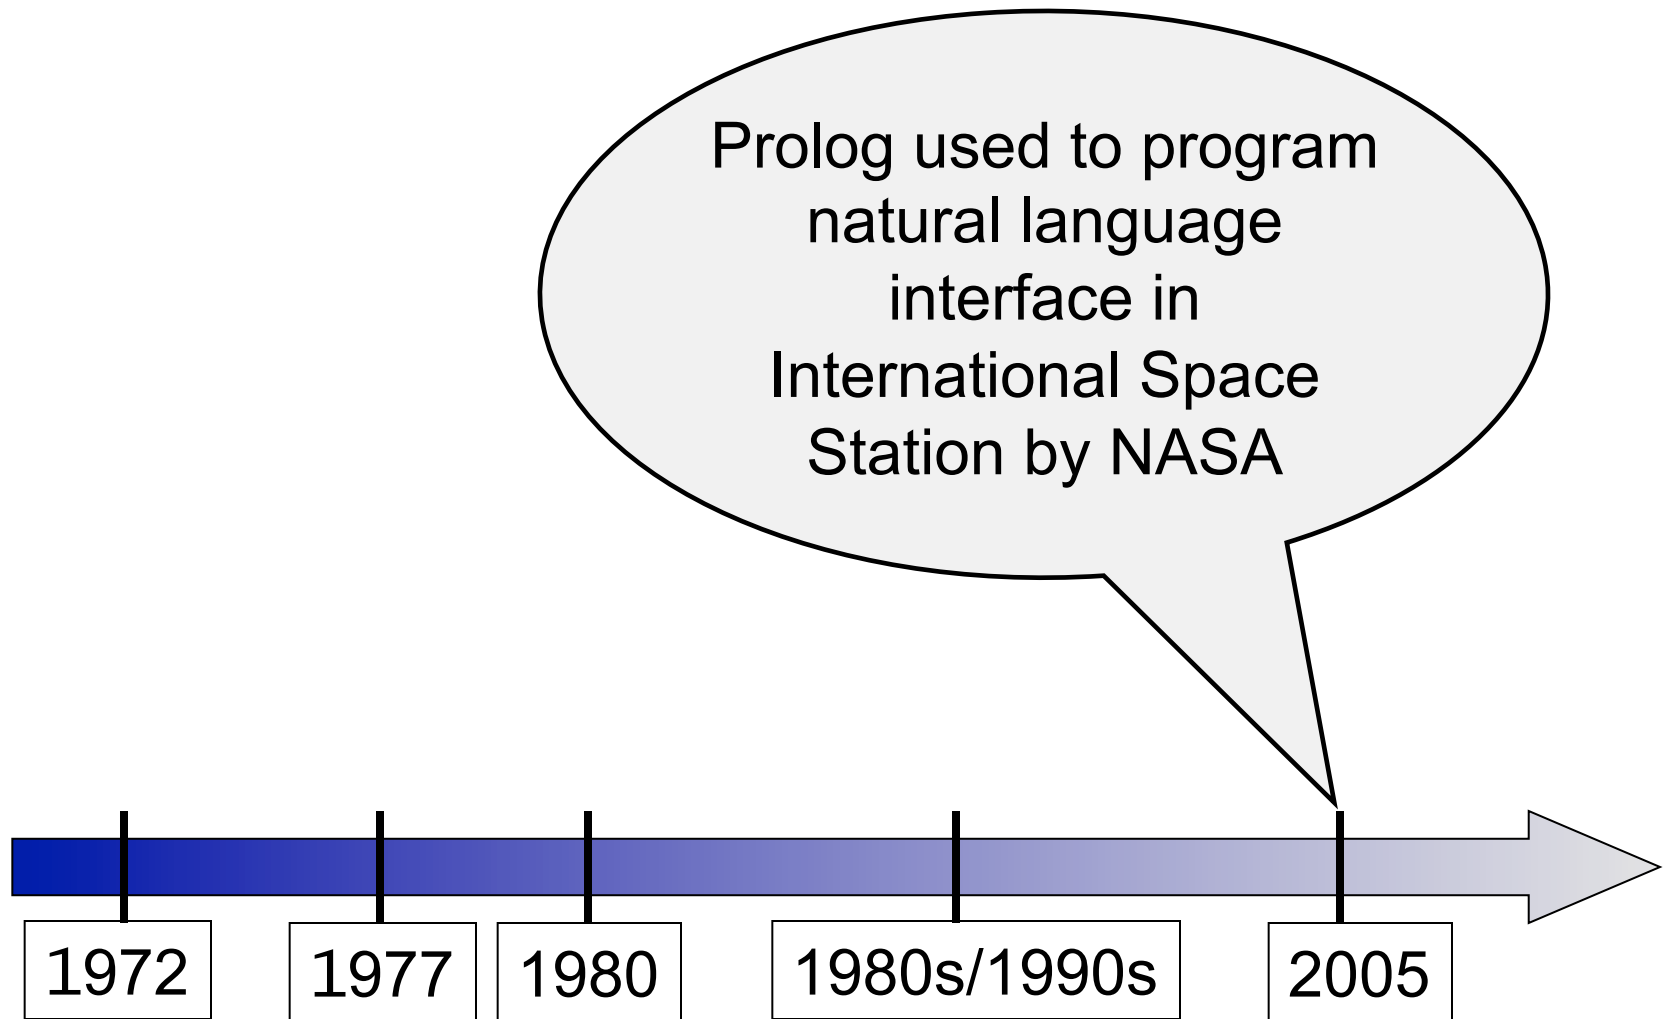 Prolog used to program
natural language
interface in
International Space
Station by NASA
1972
1977
1980
1980s/1990s
2005